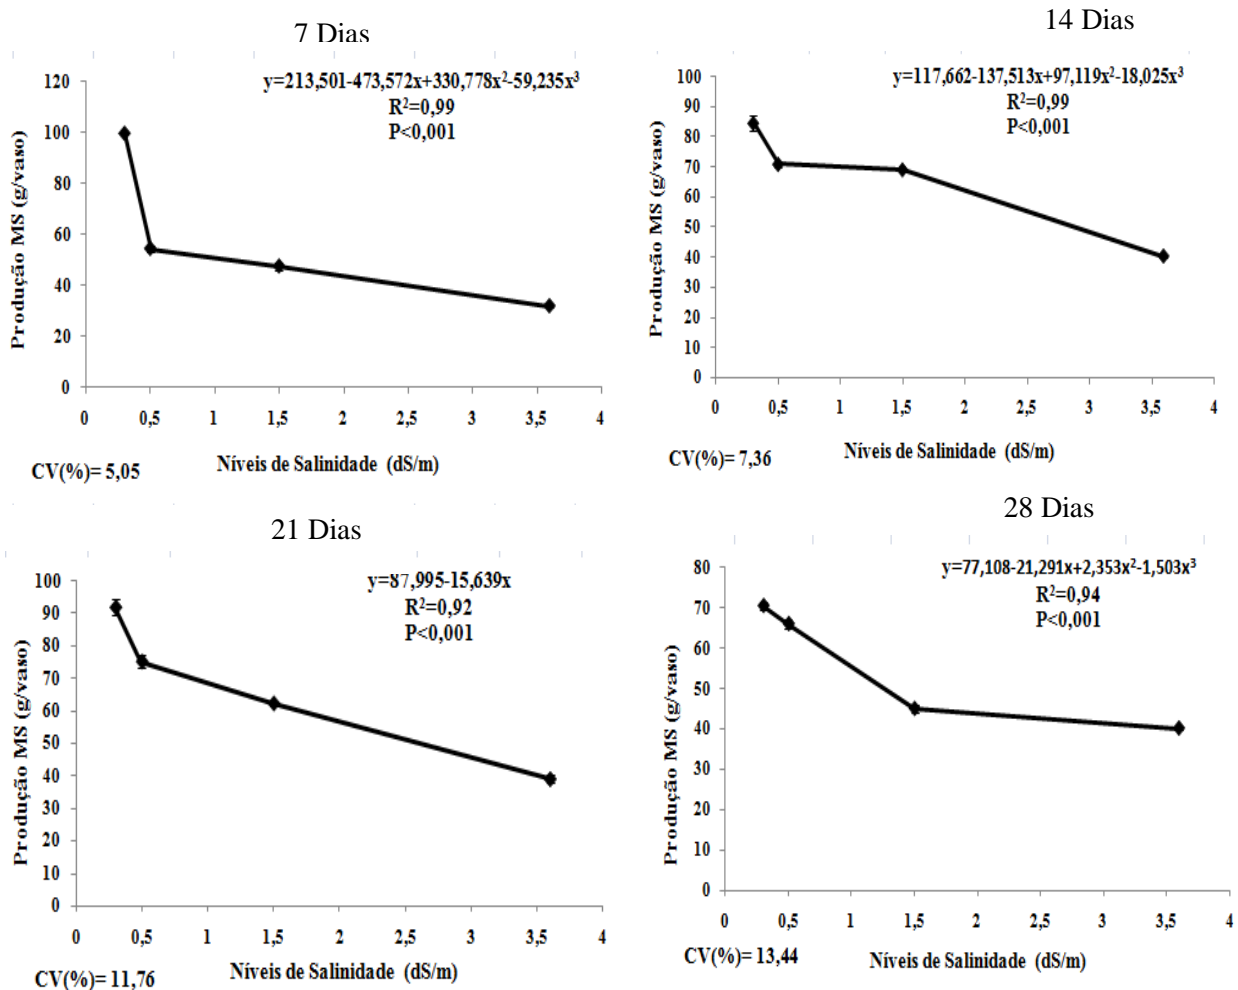 7 Dias
y=213,501-473,572x+330,778x²-59,235x³
R²=0,99
P<0,001
Produção MS (g/vaso)
120
100
80
60
40
20
0
0 0,5 1 1,5 2 2,5 3 3,5 4
Níveis de Salinidade (dS/m)
CV(%)= 5,05
14 Dias
y=117,662-137,513x+97,119x²-18,025x³
R²=0,99
P<0,001
Produção MS (g/vaso)
100
90
80
70
60
50
40
30
20
10
0
0 0,5 1 1,5 2 2,5 3 3,5 4
Níveis de Salinidade (dS/m)
CV(%)= 7,36
21 Dias
y=87,995-15,639x
R²=0,92
P<0,001
Produção MS (g/vaso)
100
90
80
70
60
50
40
30
20
10
0
0 0,5 1 1,5 2 2,5 3 3,5 4
Níveis de Salinidade (dS/m)
CV(%)= 11,76
28 Dias
y=77,108-21,291x+2,353x²-1,503x³
R²=0,94
P<0,001
Produção MS (g/vaso)
80
70
60
50
40
30
20
10
0
0 0,5 1 1,5 2 2,5 3 3,5 4
Níveis de Salinidade (dS/m)
CV(%)= 13,44